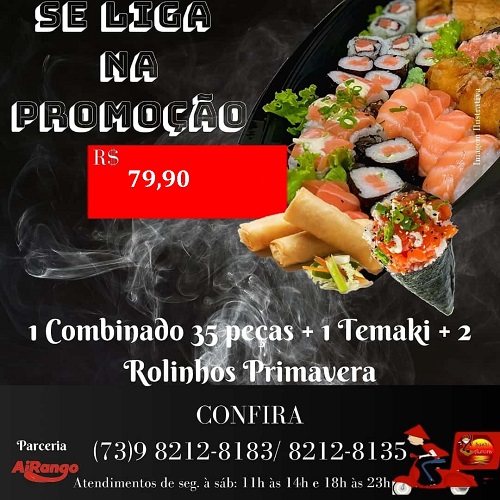 SE LIGA
NA
PROMOÇÃO
R$
79,90
Imagem Ilustrativa
1 Combinado 35 peças + 1 Temaki + 2
Rolinhos Primavera
CONFIRA
Parceria
(73)9 8212-8183/ 8212-8135
AiRango
Atendimentos de seg. à sáb: 11h às 14h e 18h às 23h